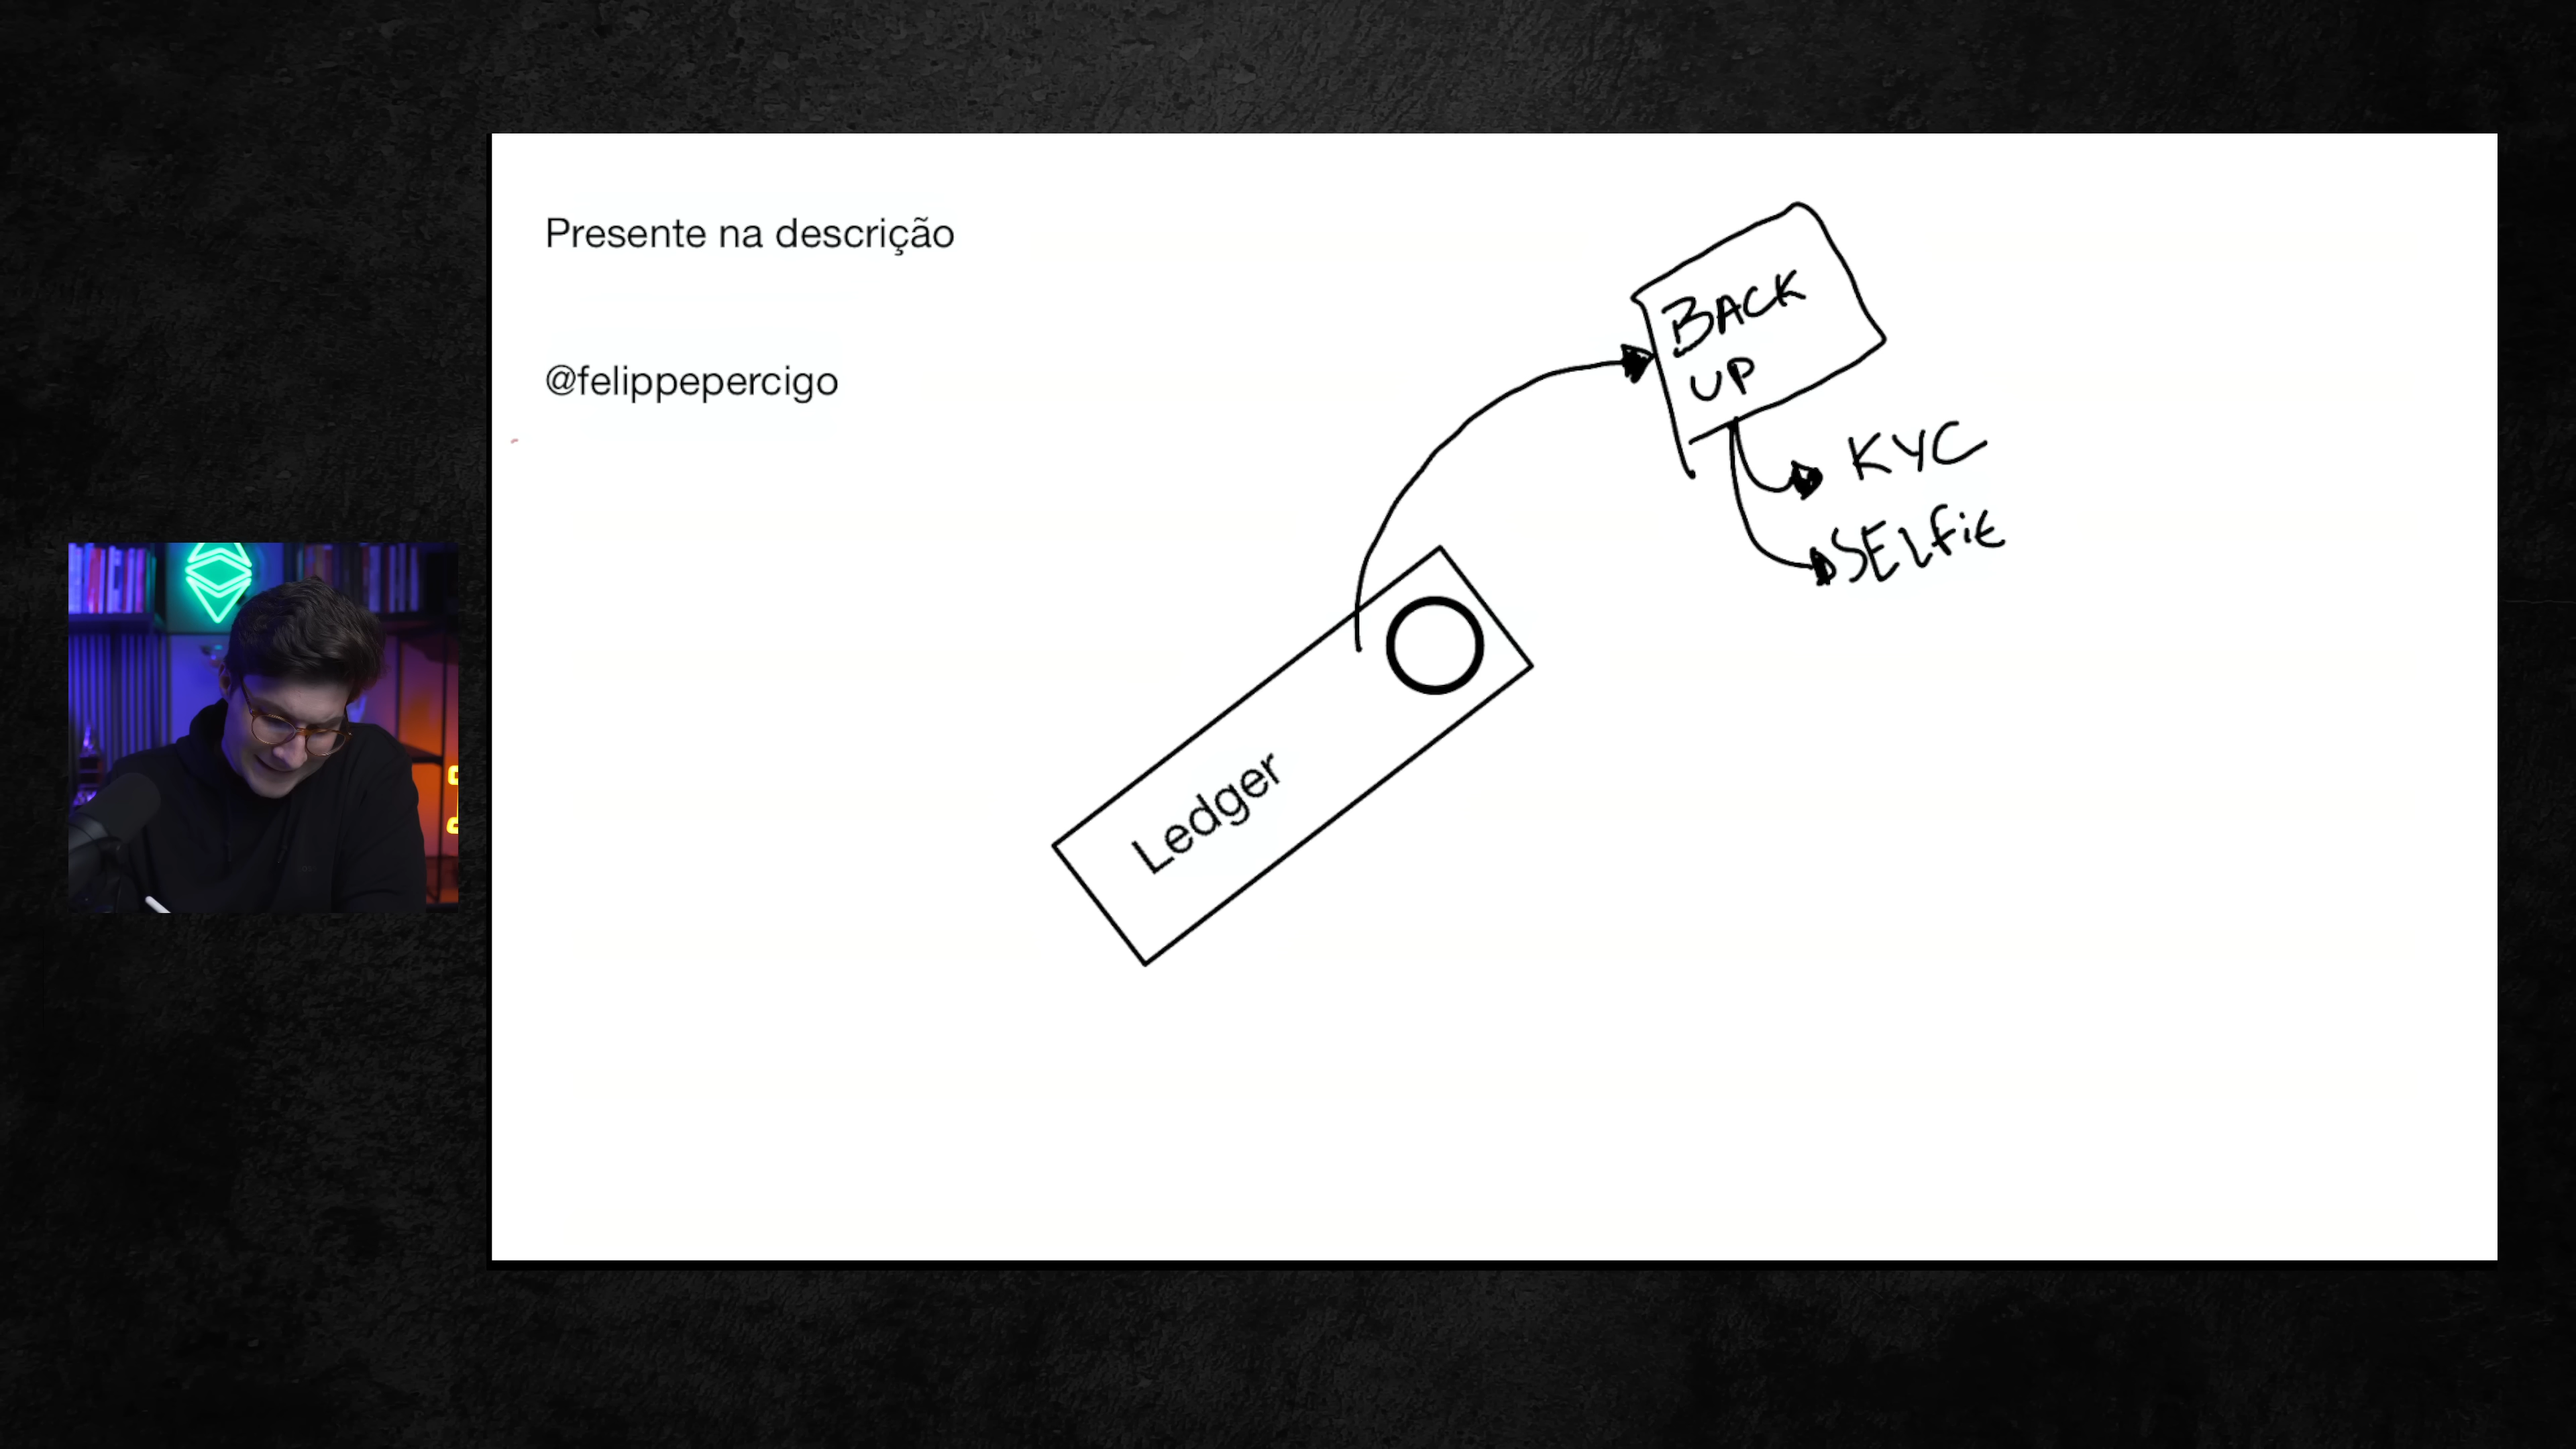 Presente na descrição
@felippepercigo
BACK
UP
KYC
SELfiE
Ledger